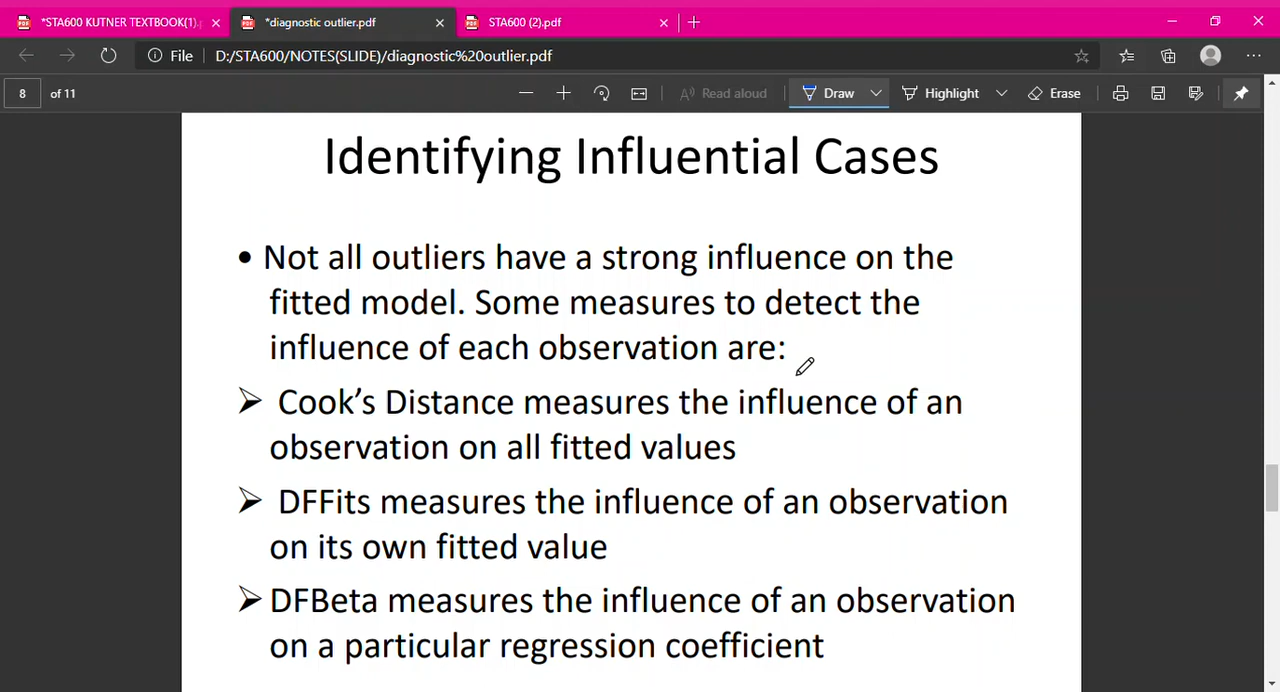 *STA600 KUTNER TEXTBOOK(1).
*diagnostic outlier.pdf
STA600 (2).pdf
File
D:/STA600/NOTES(SLIDE)/diagnostic%20outlier.pdf
8 of 11
Read aloud
Draw
Highlight
Erase
Identifying Influential Cases
• Not all outliers have a strong influence on the
fitted model. Some measures to detect the
influence of each observation are:
➢ Cook’s Distance measures the influence of an
observation on all fitted values
➢ DFFits measures the influence of an observation
on its own fitted value
➢ DFBeta measures the influence of an observation
on a particular regression coefficient